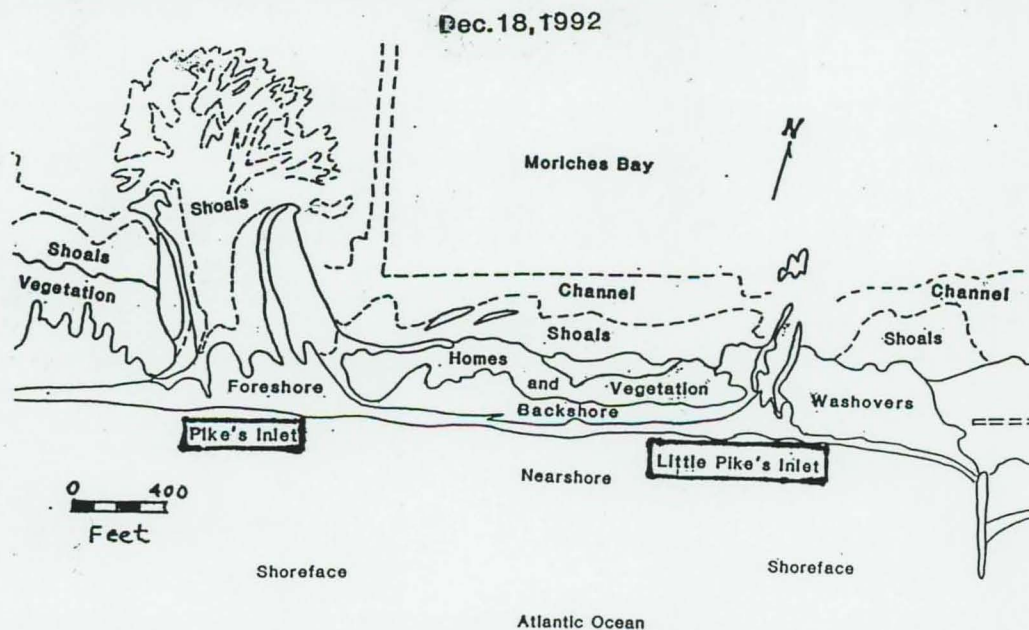 Dec.18,1992
N
Moriches Bay
Shoals
Shoals
Channel
Channel
Vegetation
Shoals
Shoals
Homes
and
Vegetation
Foreshore
Backshore
Washovers
Pike's Inlet
Little Pike's Inlet
Nearshore
0 400
Feet
Shoreface
Shoreface
Atlantic Ocean